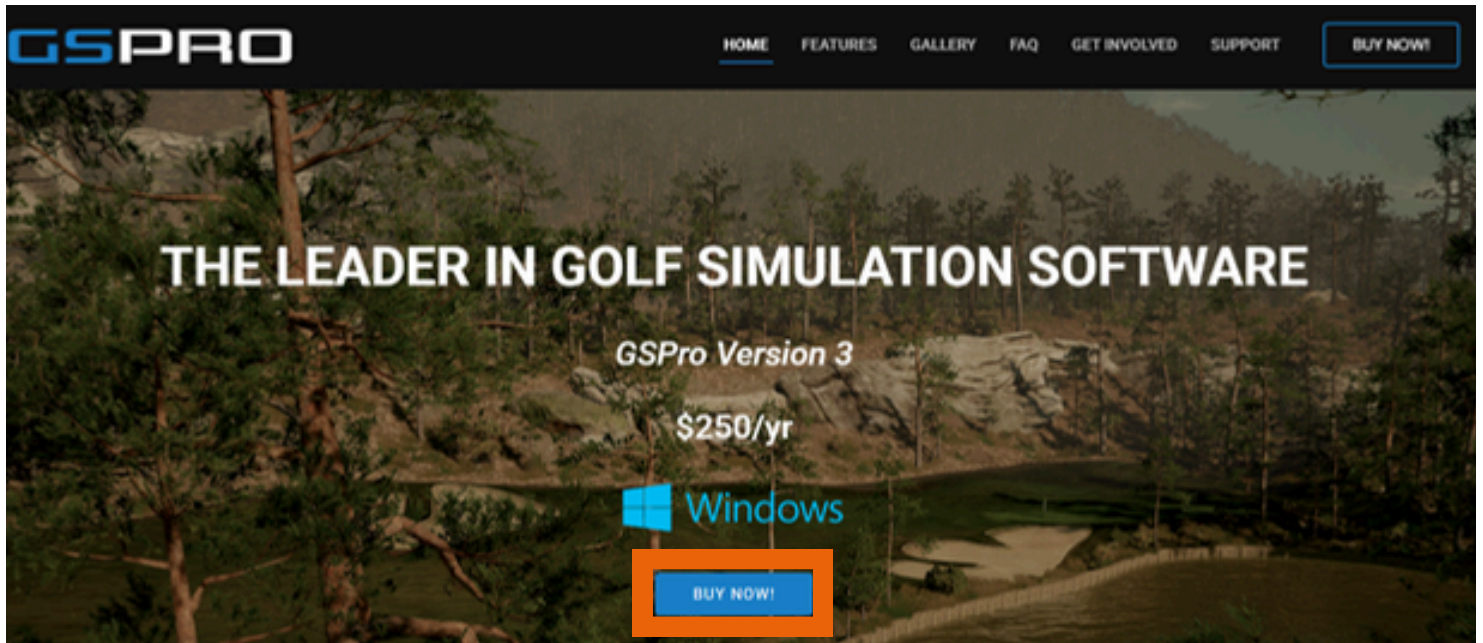 GSPRO
HOME FEATURES GALLERY FAQ GET INVOLVED SUPPORT BUY NOW!
THE LEADER IN GOLF SIMULATION SOFTWARE
GSPro Version 3
$250/yr
Windows
BUY NOW!